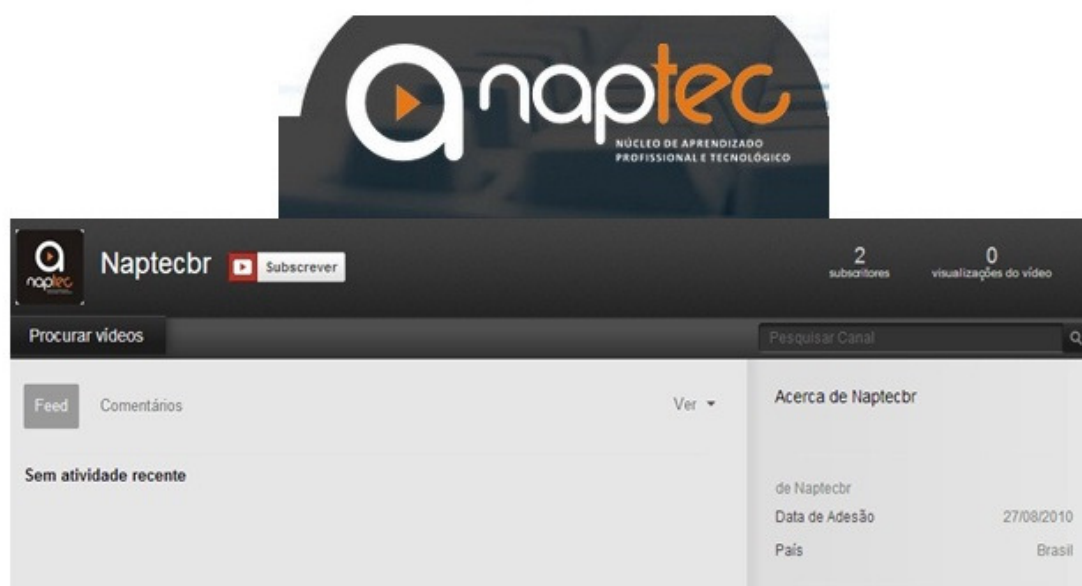 naptec
NÚCLEO DE APRENDIZADO
PROFISSIONAL E TECNOLÓGICO
naptec
Naptecbr
Subscrever
2
subscritores
0
visualizações do vídeo
Procurar vídeos
Pesquisar Canal
Feed
Comentários
Ver
Acerca de Naptecbr
Sem atividade recente
de Naptecbr
Data de Adesão 27/08/2010
País Brasil